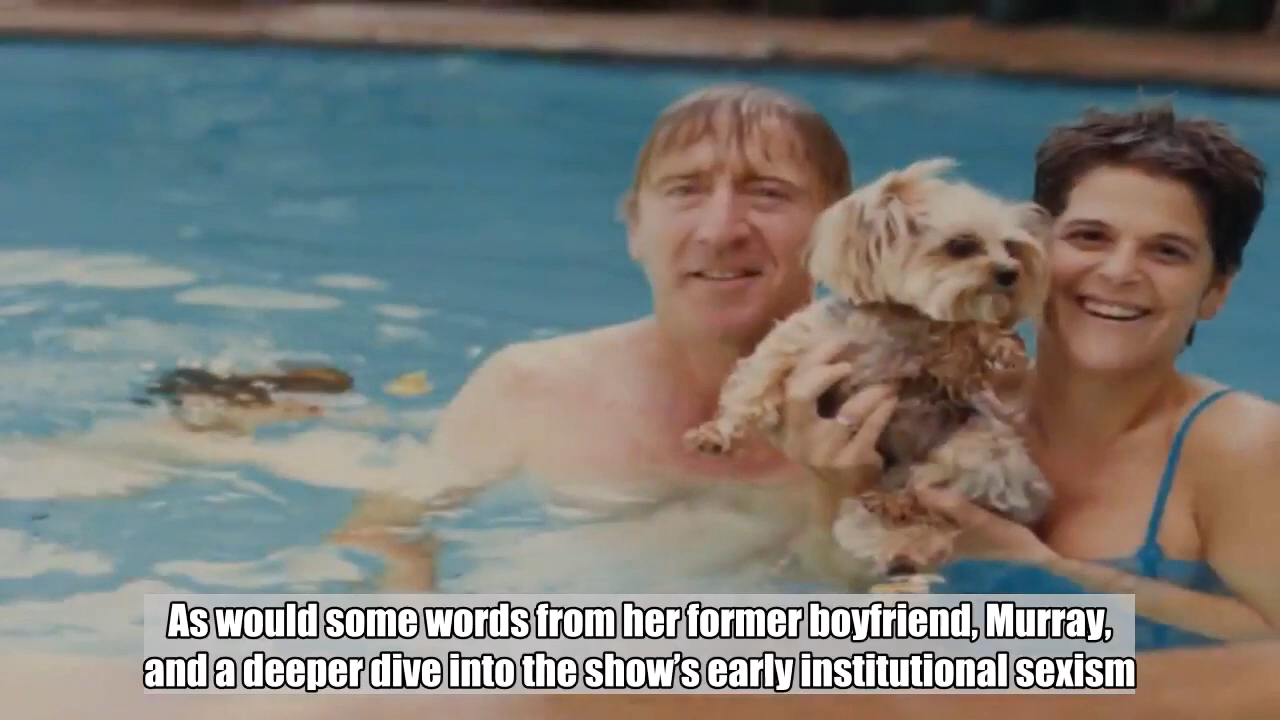 As would some words from her former boyfriend, Murray,
and a deeper dive into the show’s early institutional sexism